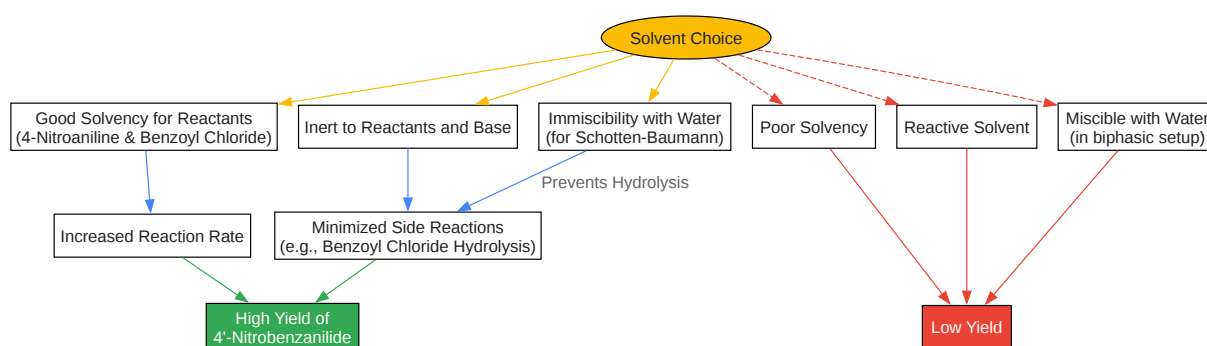 Solvent Choice
Good Solvency for Reactants
(4-Nitroaniline & Benzoyl Chloride)
Inert to Reactants and Base
Immiscibility with Water
(for Schotten-Baumann)
Poor Solvency
Reactive Solvent
Miscible with Water
(in biphasic setup)
Prevents Hydrolysis
Increased Reaction Rate
Minimized Side Reactions
(e.g., Benzoyl Chloride Hydrolysis)
High Yield of
4'-Nitrobenzanilide
Low Yield